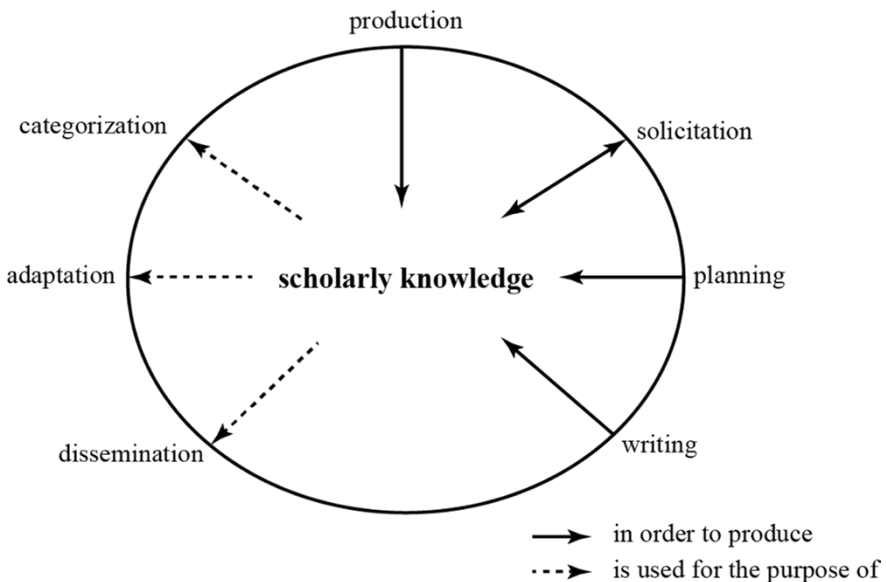 production
categorization
solicitation
adaptation
scholarly knowledge
planning
dissemination
writing
in order to produce
is used for the purpose of